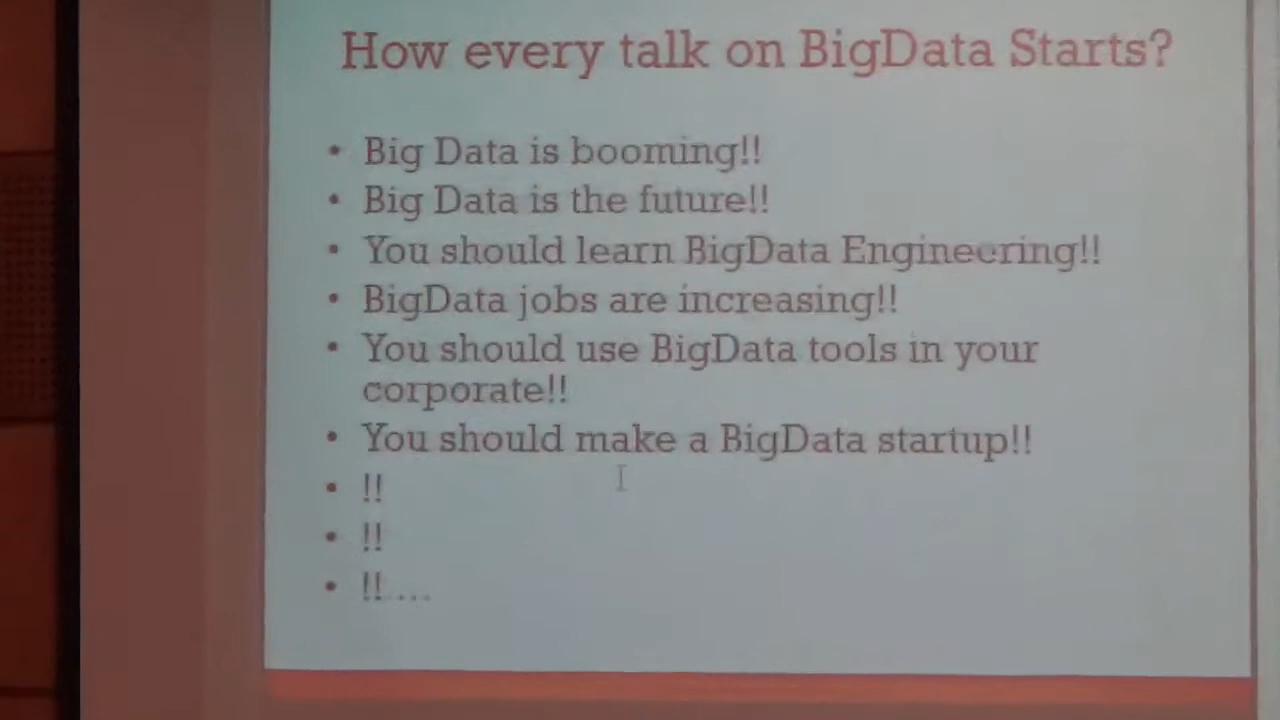 How every talk on BigData Starts?
• Big Data is booming!!
• Big Data is the future!!
• You should learn BigData Engineering!!
• BigData jobs are increasing!!
• You should use BigData tools in your
corporate!!
• You should make a BigData startup!!
• !!
• !!
• !!....